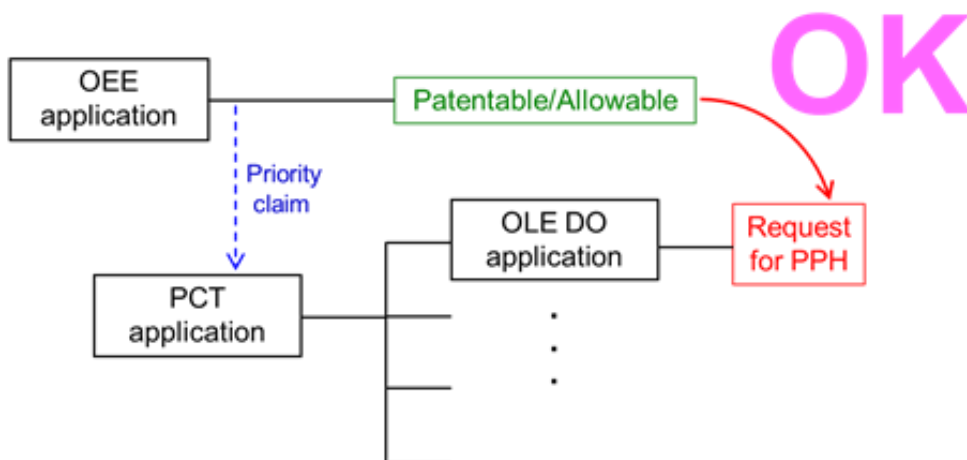 OK
OEE
application
Patentable/Allowable
Priority
claim
OLE DO
application
Request
for PPH
PCT
application